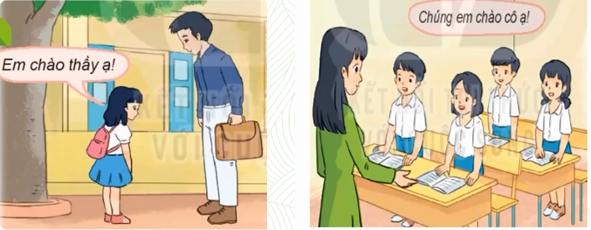 Em chào thầy ạ!
Chúng em chào cô ạ!